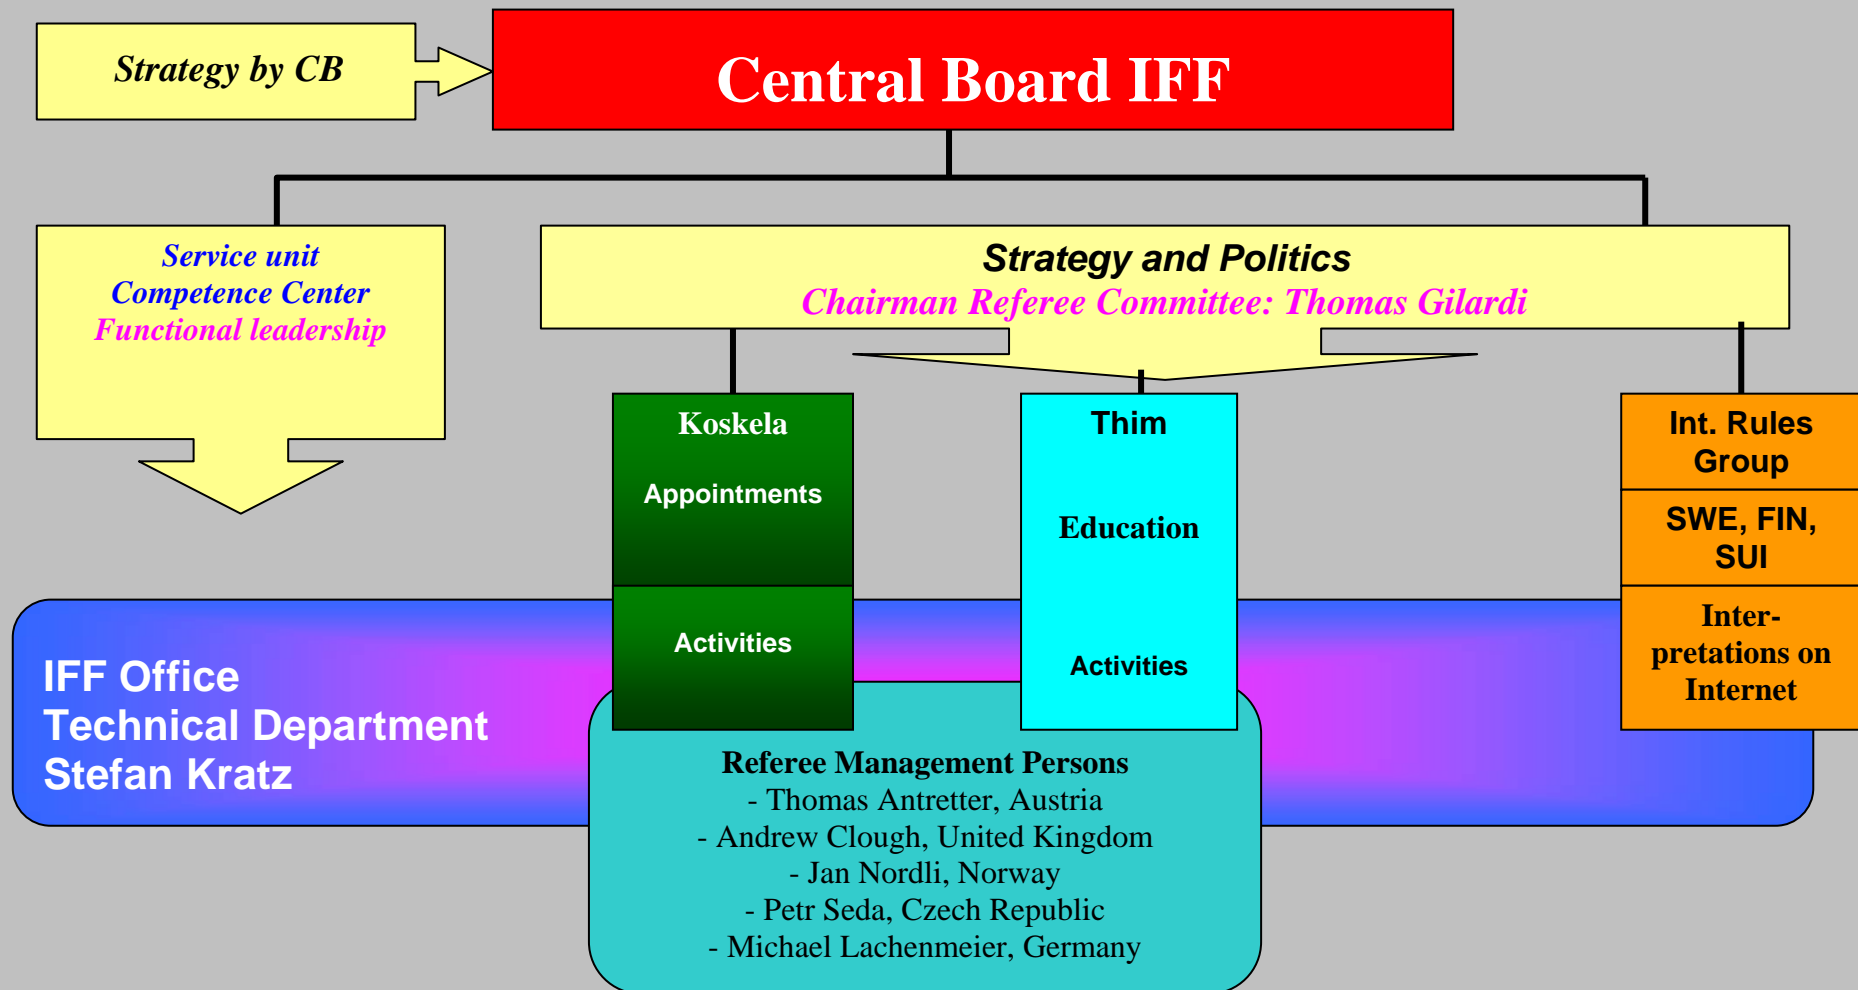 Strategy by CB
Central Board IFF
Service unit
Competence Center
Functional leadership
Strategy and Politics
Chairman Referee Committee: Thomas Gilardi
Koskela
Appointments
Activities
Thim
Education
Activities
Int. Rules
Group
SWE, FIN,
SUI
Inter-
pretations on
Internet
IFF Office
Technical Department
Stefan Kratz
Referee Management Persons
- Thomas Antretter, Austria
- Andrew Clough, United Kingdom
- Jan Nordli, Norway
- Petr Seda, Czech Republic
- Michael Lachenmeier, Germany